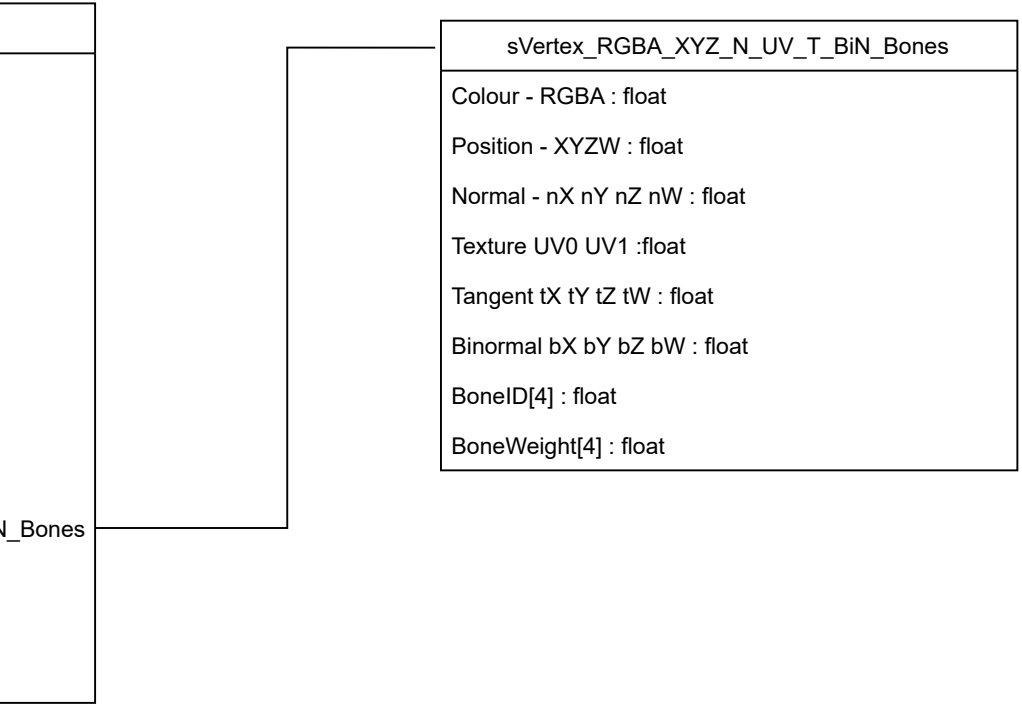 sVertex_RGBA_XYZ_N_UV_T_BiN_Bones
Colour - RGBA : float
Position - XYZW : float
Normal - nX nY nZ nW : float
Texture UV0 UV1 :float
Tangent tX tY tZ tW : float
Binormal bX bY bZ bW : float
BoneID[4] : float
BoneWeight[4] : float
N_Bones